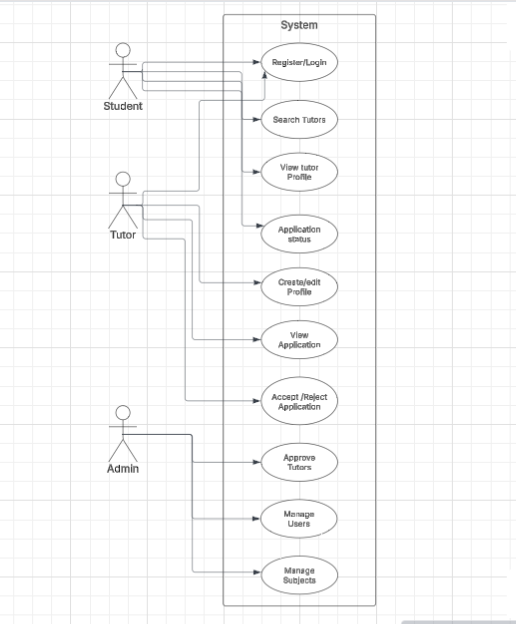 System
Register/Login
Student
Search Tutors
View tutor
Profile
Tutor
Application
status
Create/edit
Profile
View
Application
Accept /Reject
Application
Admin
Approve
Tutors
Manage
Users
Manage
Subjects